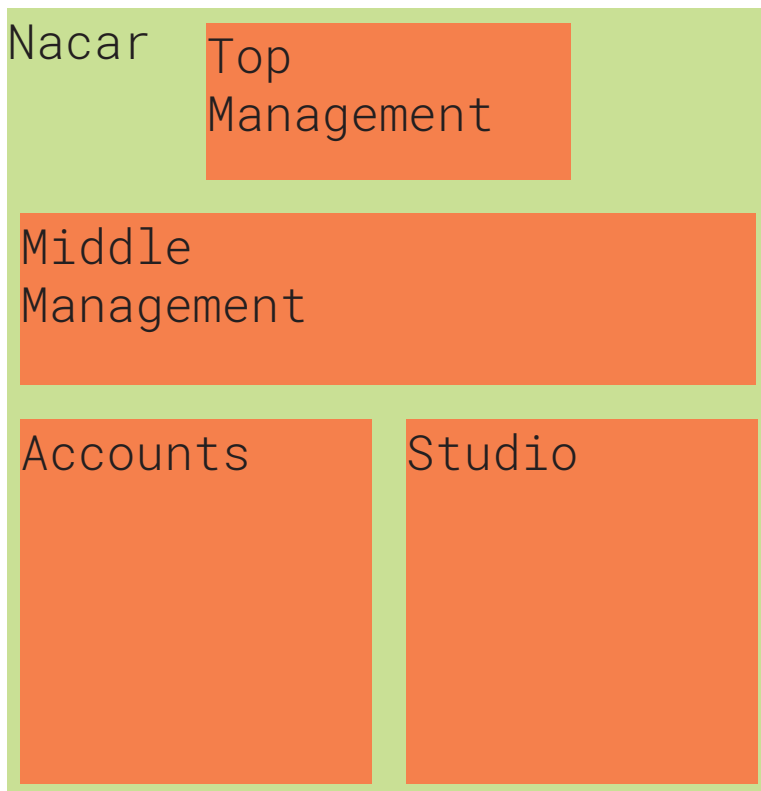 Nacar
Top
Management
Middle
Management
Accounts
Studio